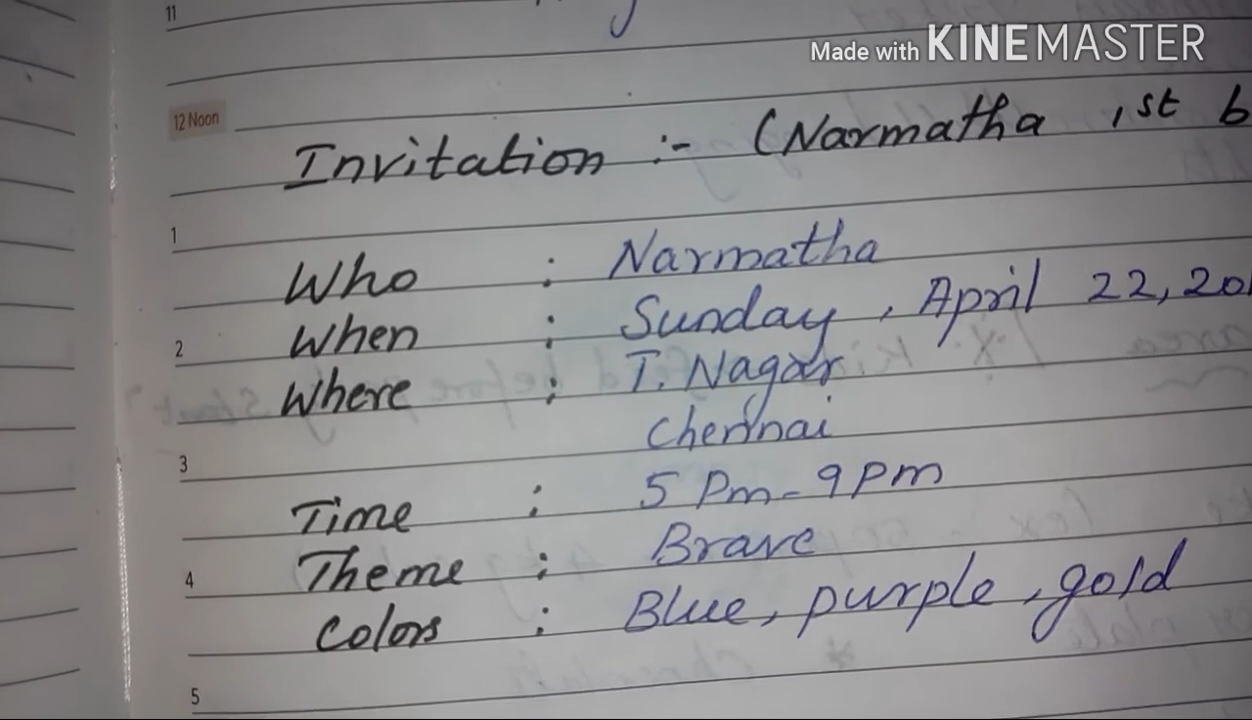 11
Made with KINEMASTER
12 Noon
Invitation :- (Narmatha 1st b
1
Who : Narmatha
When : Sunday, April 22, 201
2
Where : T. Nagar
Chennai
3
Time : 5 Pm - 9 Pm
Theme : Brave
4
Colors : Blue, purple, gold
5